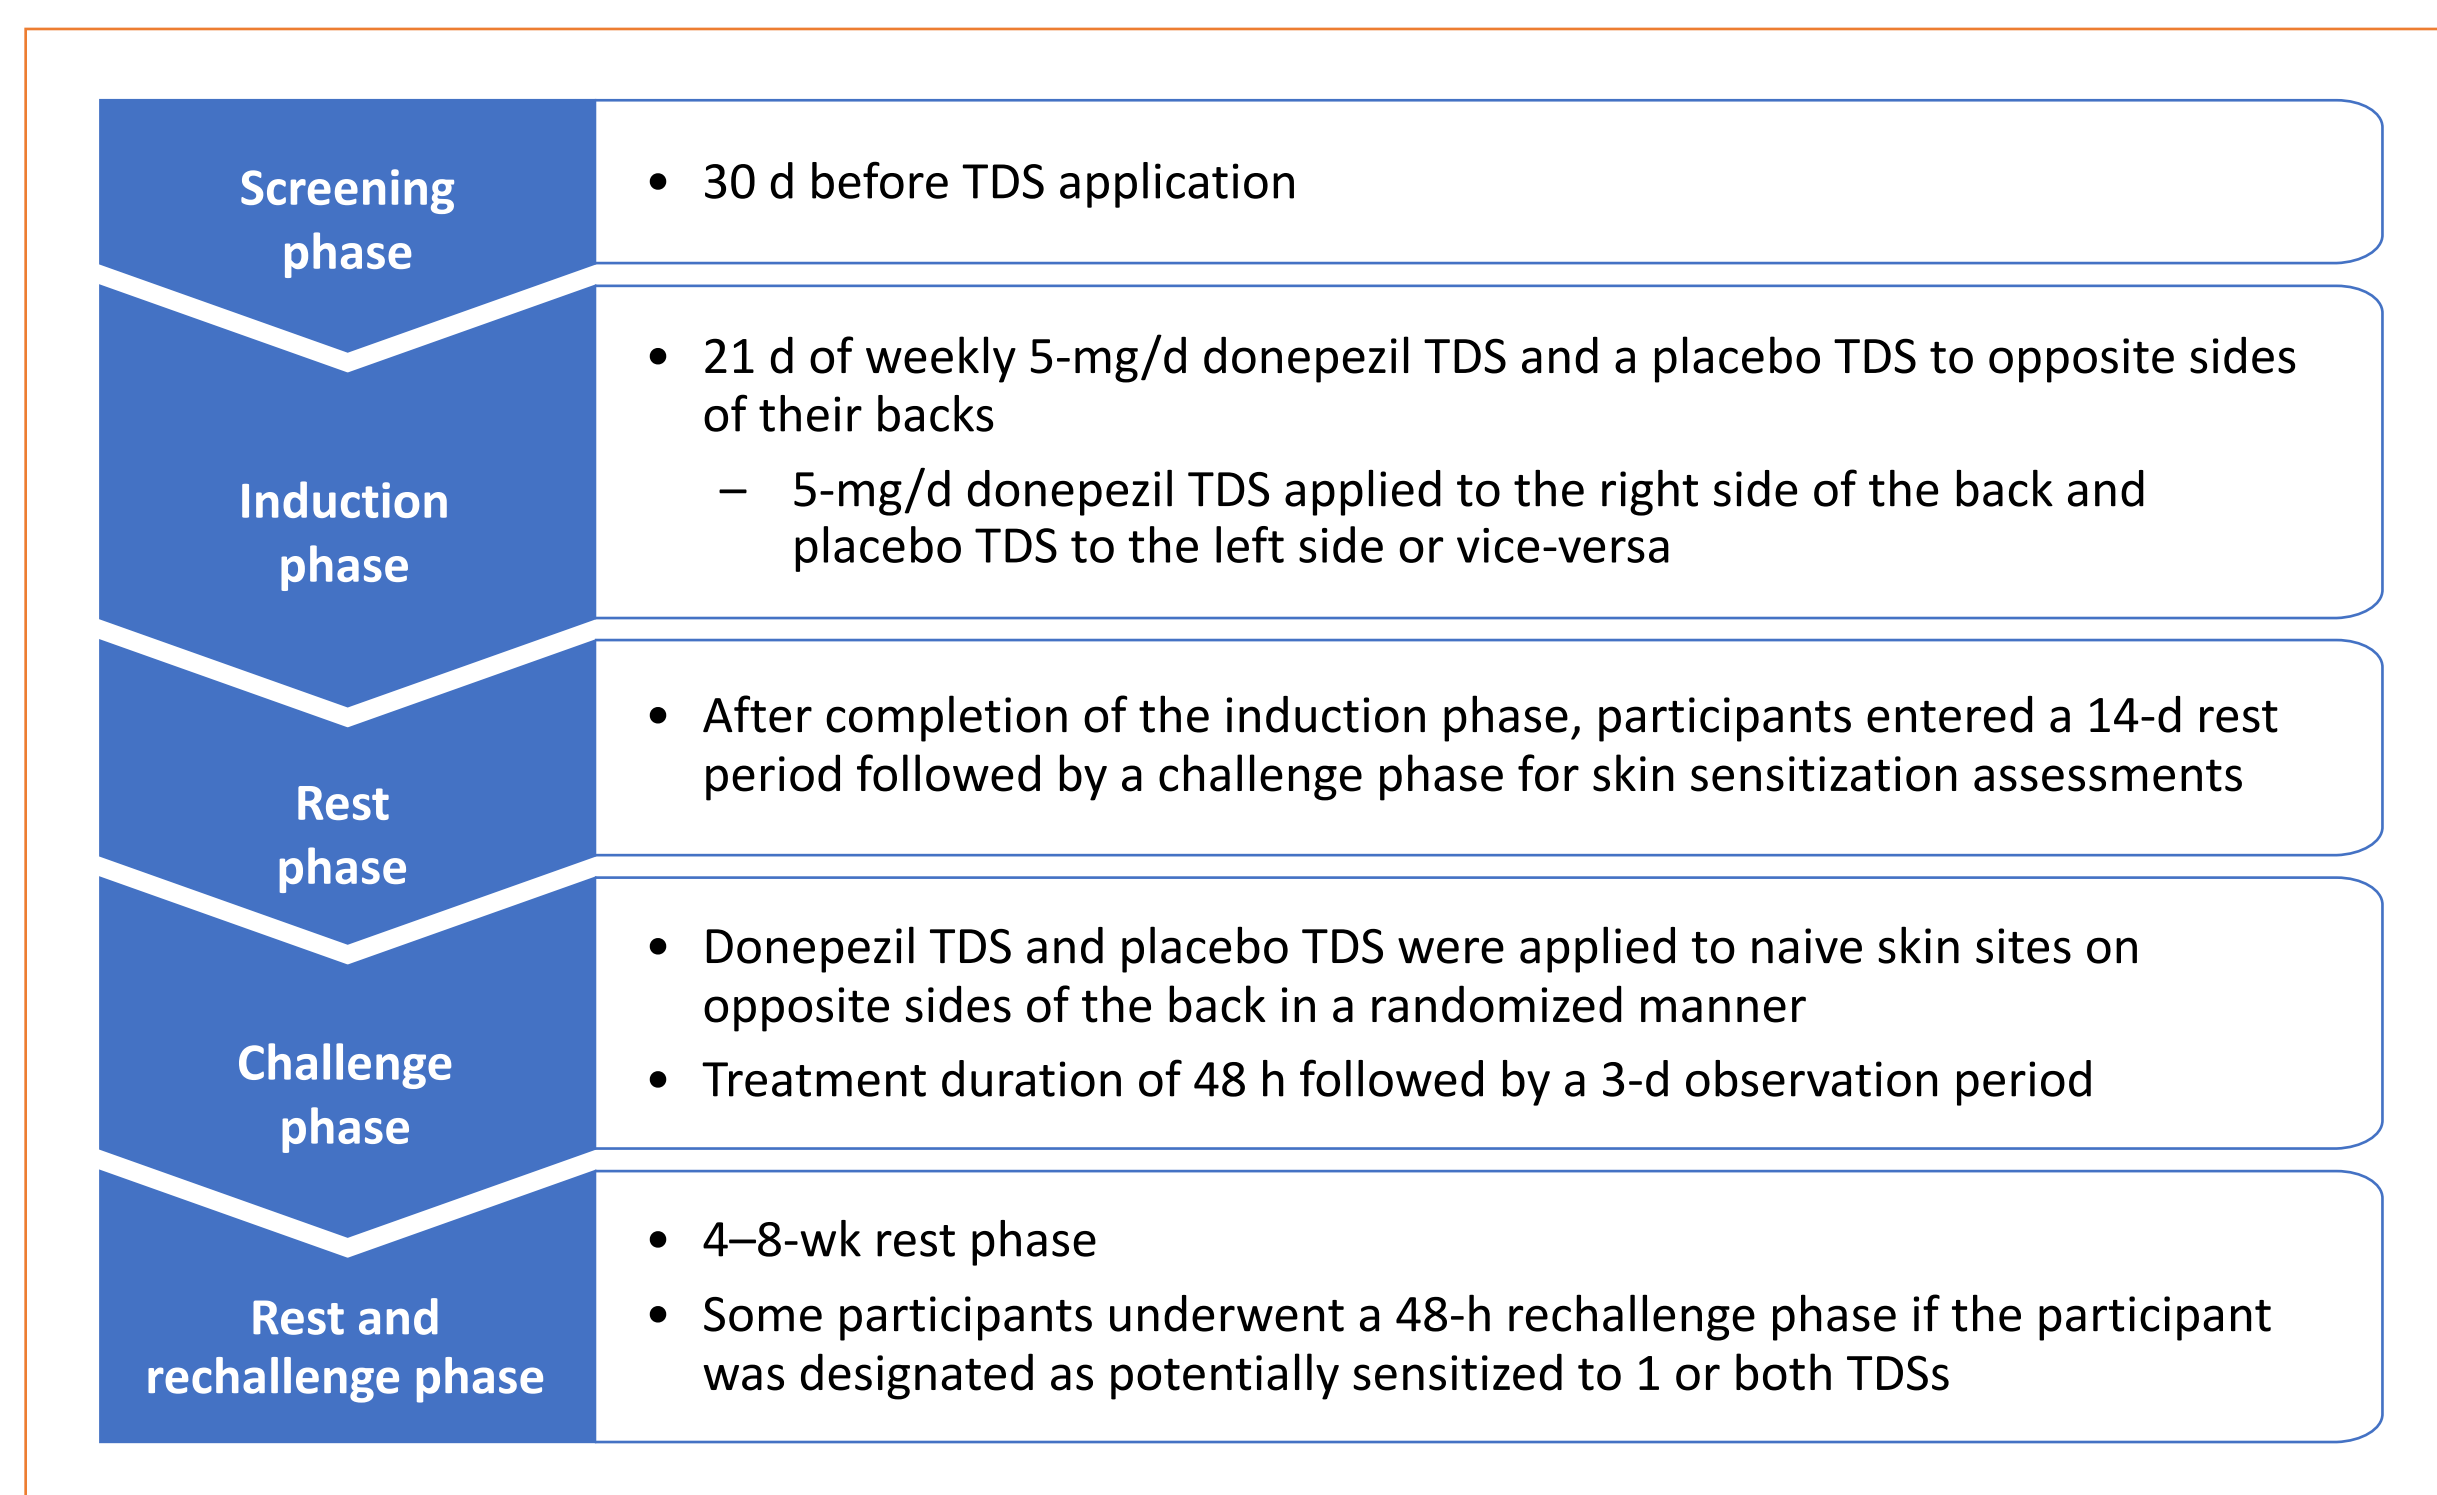 Screening
phase
• 30 d before TDS application
Induction
phase
• 21 d of weekly 5-mg/d donepezil TDS and a placebo TDS to opposite sides
of their backs
– 5-mg/d donepezil TDS applied to the right side of the back and
placebo TDS to the left side or vice-versa
Rest
phase
• After completion of the induction phase, participants entered a 14-d rest
period followed by a challenge phase for skin sensitization assessments
Challenge
phase
• Donepezil TDS and placebo TDS were applied to naive skin sites on
opposite sides of the back in a randomized manner
• Treatment duration of 48 h followed by a 3-d observation period
Rest and
rechallenge phase
• 4–8-wk rest phase
• Some participants underwent a 48-h rechallenge phase if the participant
was designated as potentially sensitized to 1 or both TDSs